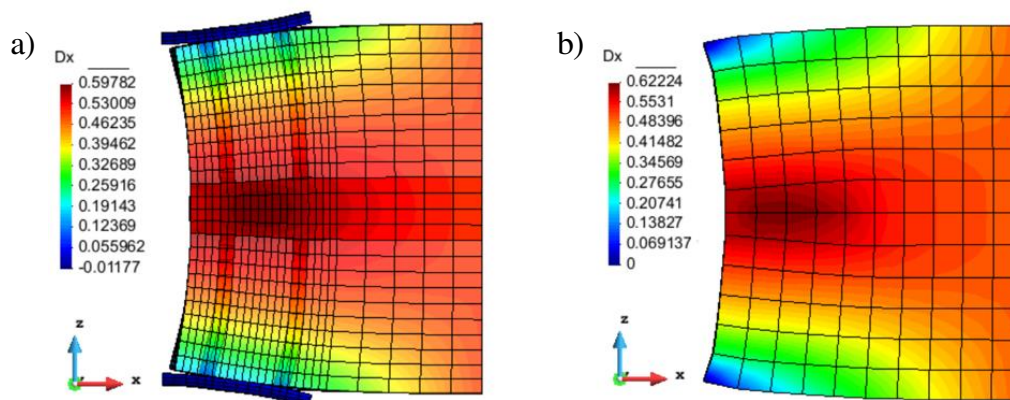 a)
Dx
0.59782
0.53009
0.46235
0.39462
0.32689
0.25916
0.19143
0.12369
0.055962
-0.01177
z
x
b)
Dx
0.62224
0.5531
0.48396
0.41482
0.34569
0.27655
0.20741
0.13827
0.069137
0
z
x